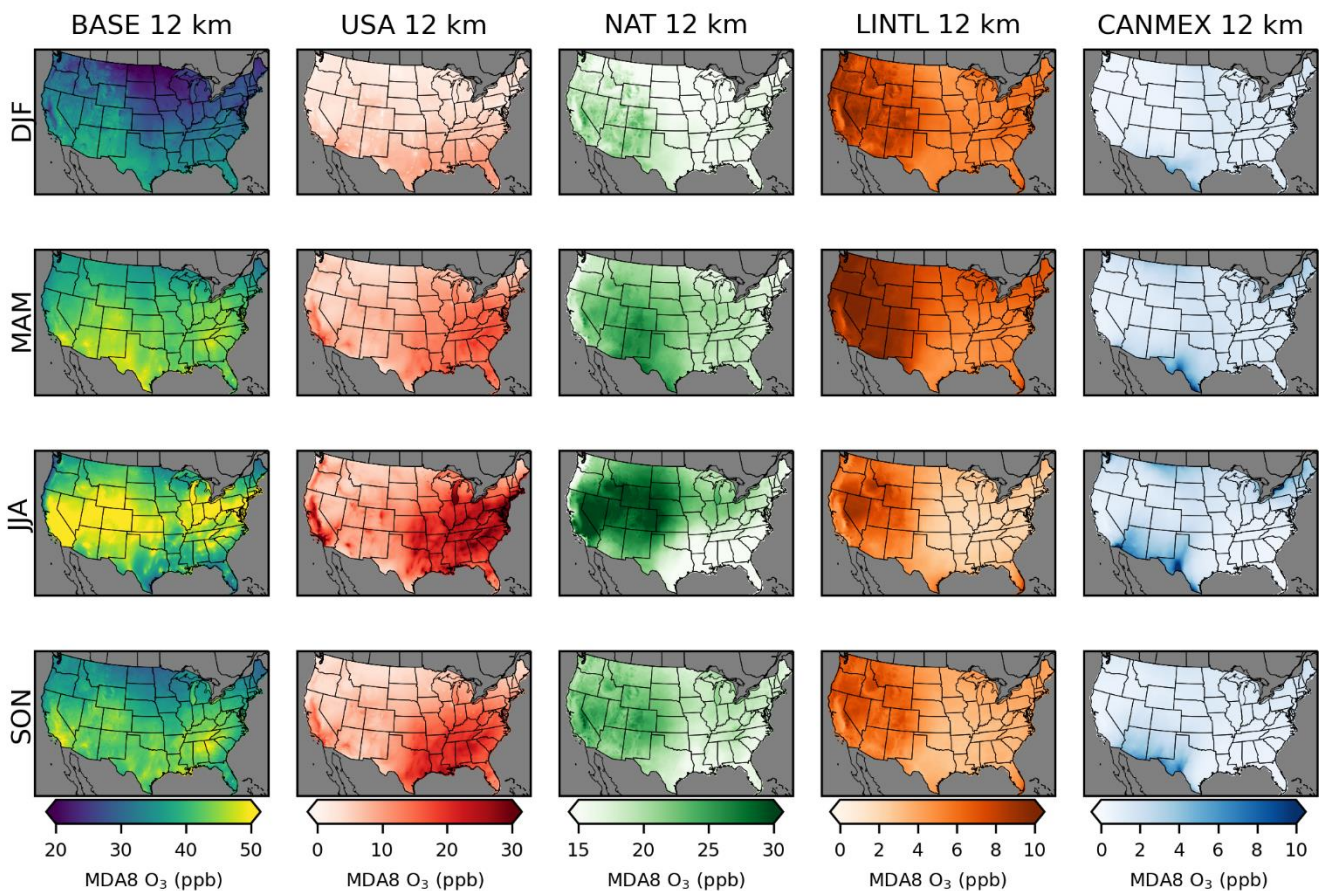 BASE 12 km USA 12 km NAT 12 km LINTL 12 km CANMEX 12 km
DJF
MAM
JJA
SON
20 30 40 50 0 10 20 30 15 20 25 30 0 2 4 6 8 10 0 2 4 6 8 10
MDA8 O₃ (ppb) MDA8 O₃ (ppb) MDA8 O₃ (ppb) MDA8 O₃ (ppb) MDA8 O₃ (ppb)